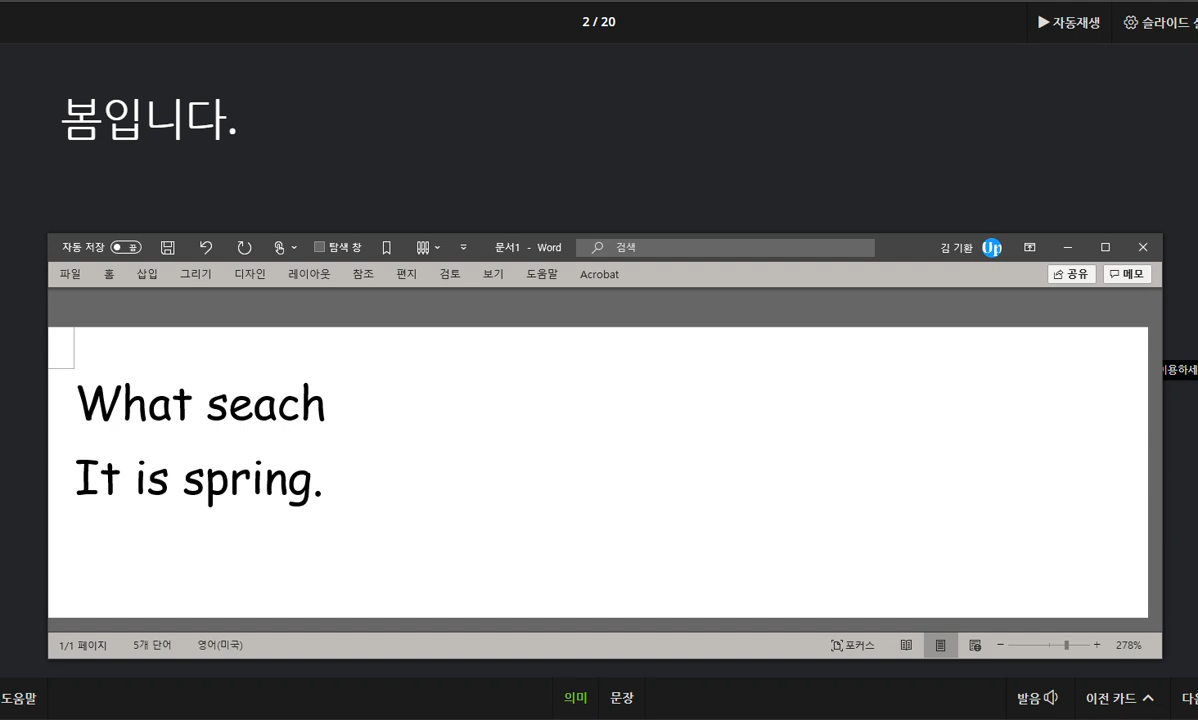 2 / 20
자동재생
슬라이드
봄입니다.
자동 저장
끔
탐색 창
문서1 - Word
검색
김 기환
Up
파일 홈 삽입 그리기 디자인 레이아웃 참조 편지 검토 보기 도움말 Acrobat
공유
메모
What seach
It is spring.
이용하세
1/1 페이지 5개 단어 영어(미국)
포커스
278%
도움말
의미
문장
발음
이전 카드